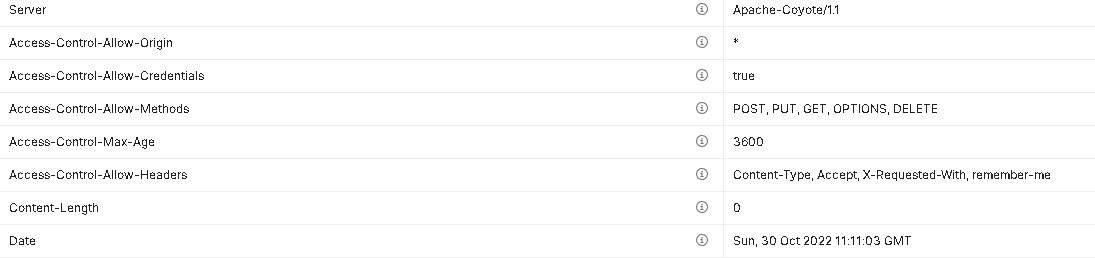 Server Apache-Coyote/1.1
Access-Control-Allow-Origin *
Access-Control-Allow-Credentials true
Access-Control-Allow-Methods POST, PUT, GET, OPTIONS, DELETE
Access-Control-Max-Age 3600
Access-Control-Allow-Headers Content-Type, Accept, X-Requested-With, remember-me
Content-Length 0
Date Sun, 30 Oct 2022 11:11:03 GMT